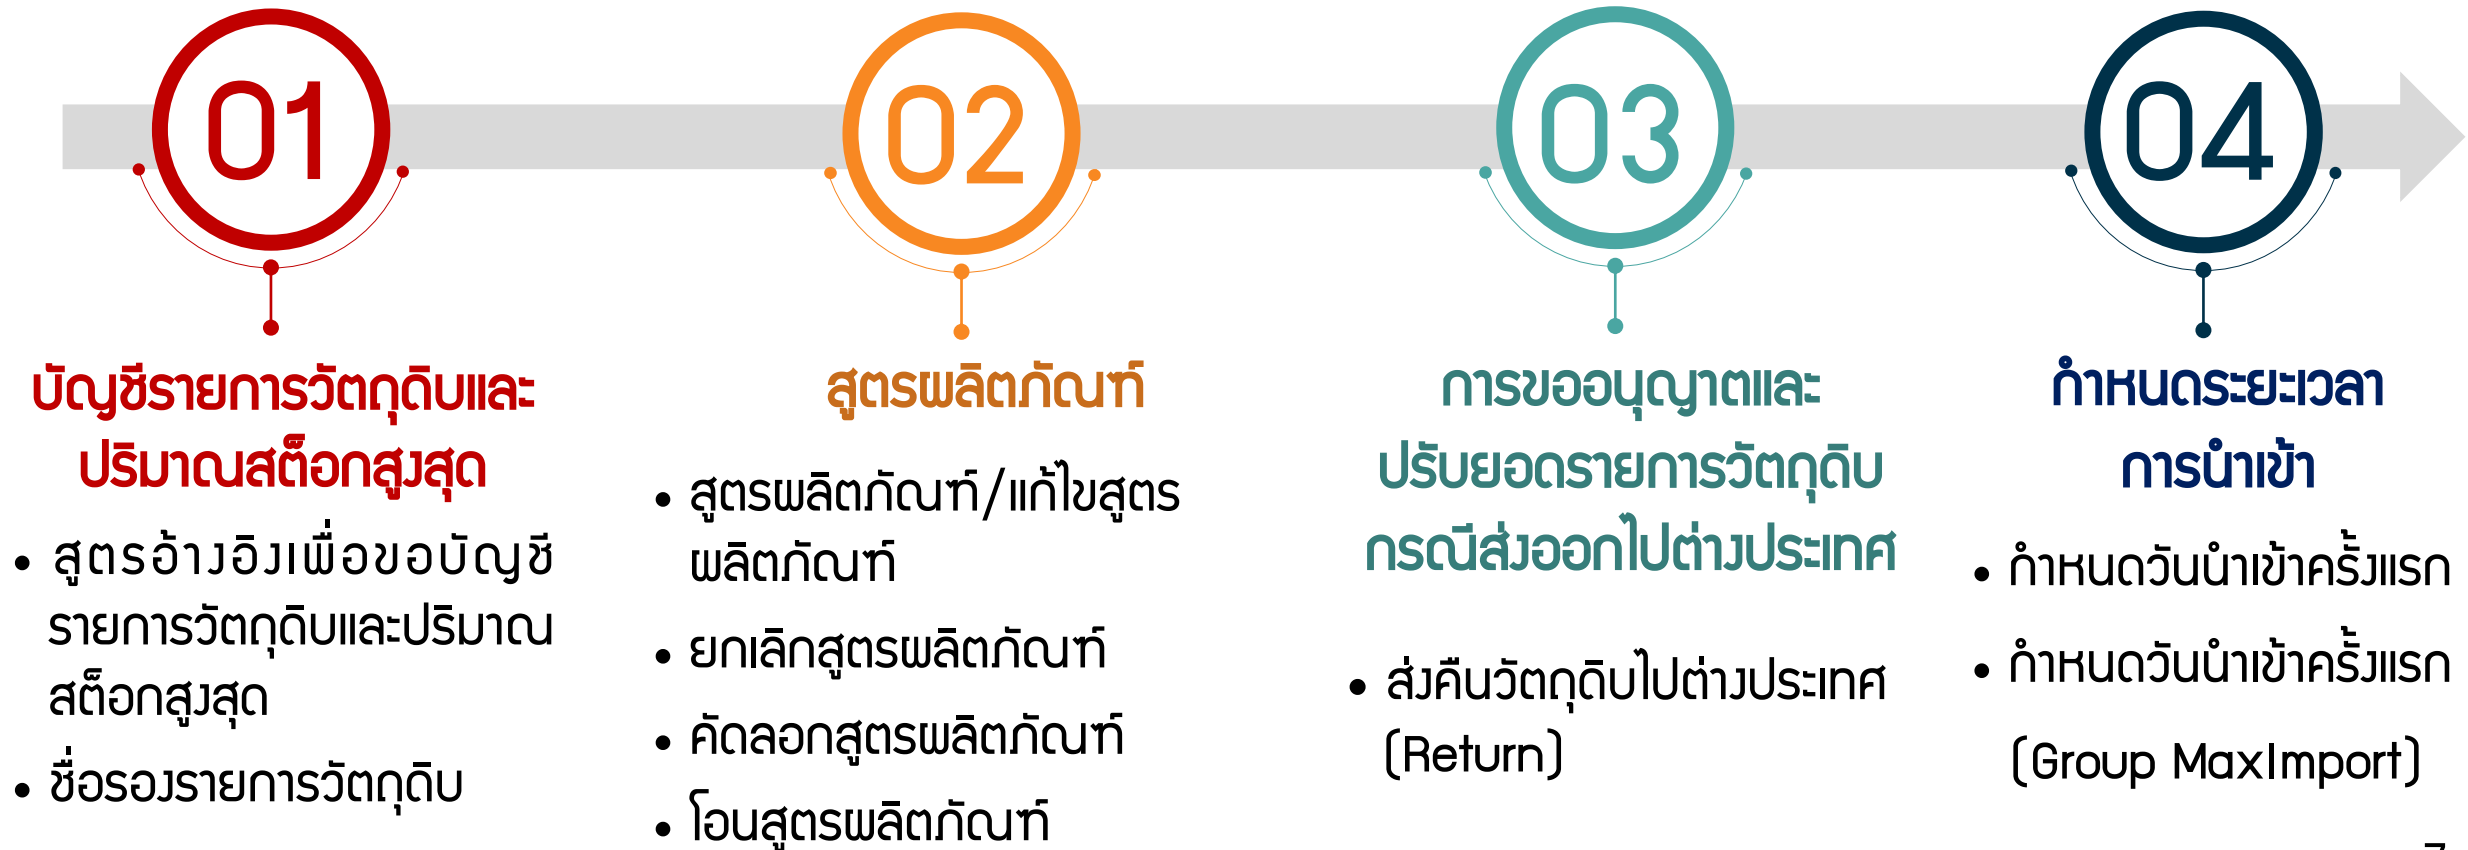 01
บัญชีรายการวัตถุดิบและ
ปริมาณสต็อกสูงสุด
• สูตรอ้างอิงเพื่อขอบัญชี
รายการวัตถุดิบและปริมาณ
สต็อกสูงสุด
• ชื่อรองรายการวัตถุดิบ
02
สูตรผลิตภัณฑ์
• สูตรผลิตภัณฑ์/แก้ไขสูตร
ผลิตภัณฑ์
• ยกเลิกสูตรผลิตภัณฑ์
• คัดลอกสูตรผลิตภัณฑ์
• โอนสูตรผลิตภัณฑ์
03
การขออนุญาตและ
ปรับยอดรายการวัตถุดิบ
กรณีส่งออกไปต่างประเทศ
• ส่งคืนวัตถุดิบไปต่างประเทศ
(Return)
04
กำหนดระยะเวลา
การนำเข้า
• กำหนดวันนำเข้าครั้งแรก
• กำหนดวันนำเข้าครั้งแรก
(Group MaxImport)